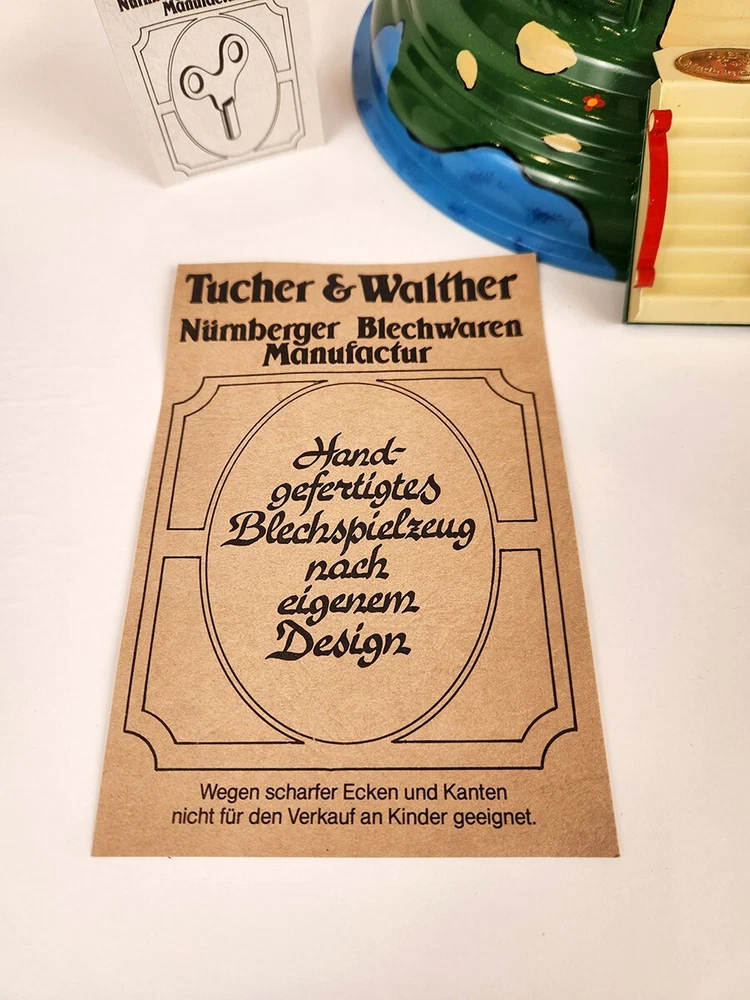 Manufactur
Tucher & Walther
Nürnberger Blechwaren
Manufactur
Hand-
gefertigtes
Blechspielzeug
nach
eigenem
Design
Wegen scharfer Ecken und Kanten
nicht für den Verkauf an Kinder geeignet.